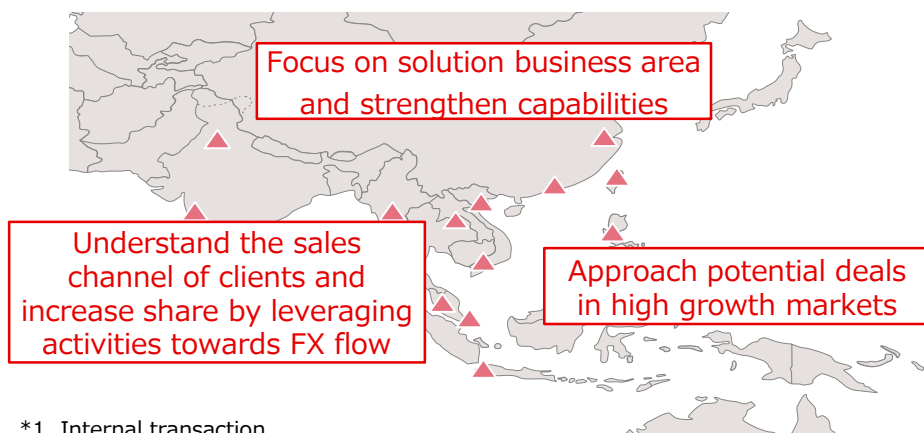 Focus on solution business area
and strengthen capabilities
Understand the sales
channel of clients and
increase share by leveraging
activities towards FX flow
Approach potential deals
in high growth markets
*1 Internal transaction